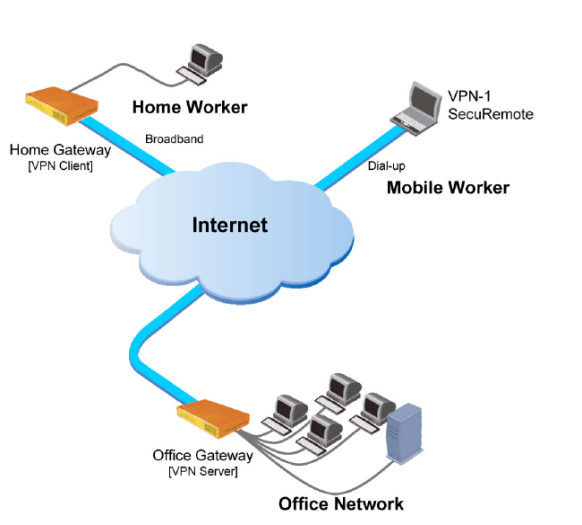 Home Worker
Broadband
Home Gateway
[VPN Client]
VPN-1
SecuRemote
Dial-up
Mobile Worker
Internet
Office Gateway
[VPN Server]
Office Network